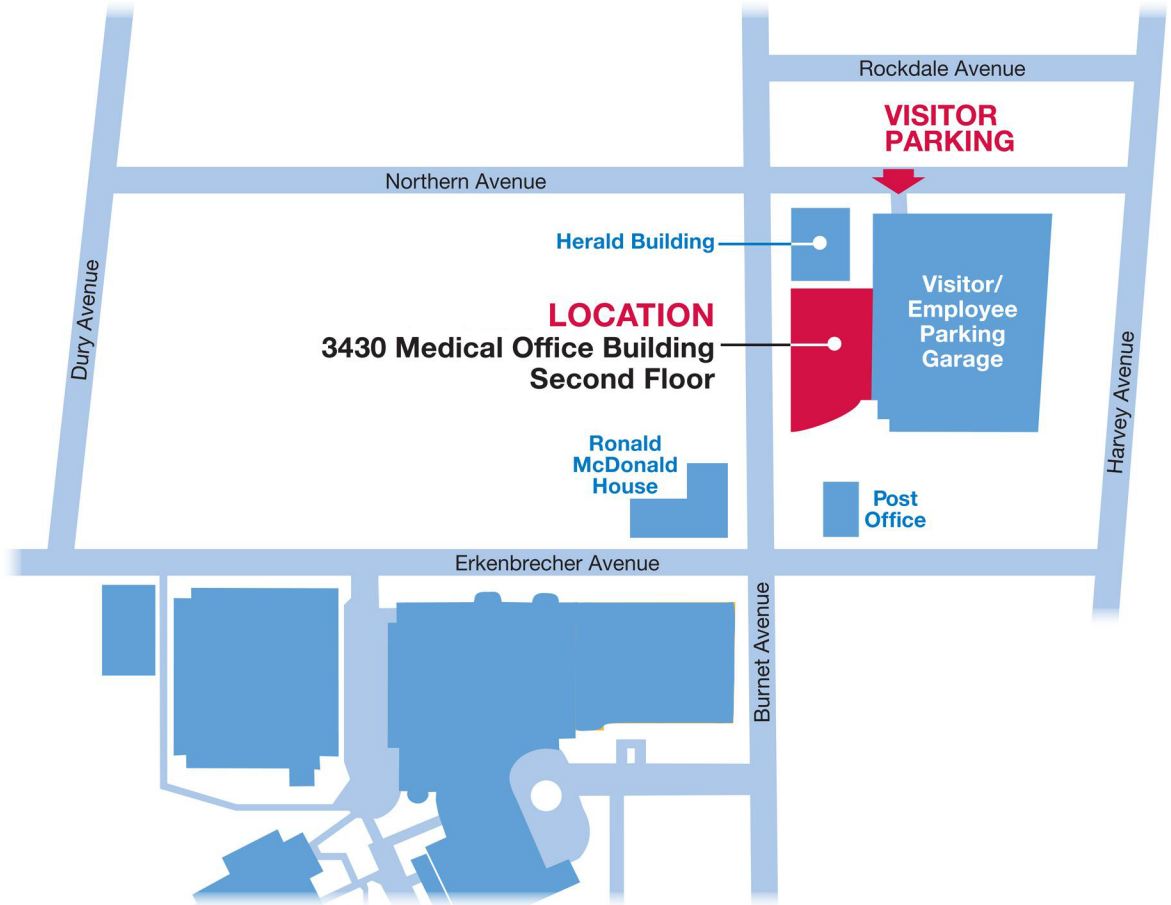 Rockdale Avenue
VISITOR
PARKING
Northern Avenue
Herald Building
Visitor/
Employee
Parking
Garage
LOCATION
3430 Medical Office Building
Second Floor
Dury Avenue
Harvey Avenue
Ronald
McDonald
House
Post
Office
Erkenbrecher Avenue
Burnet Avenue